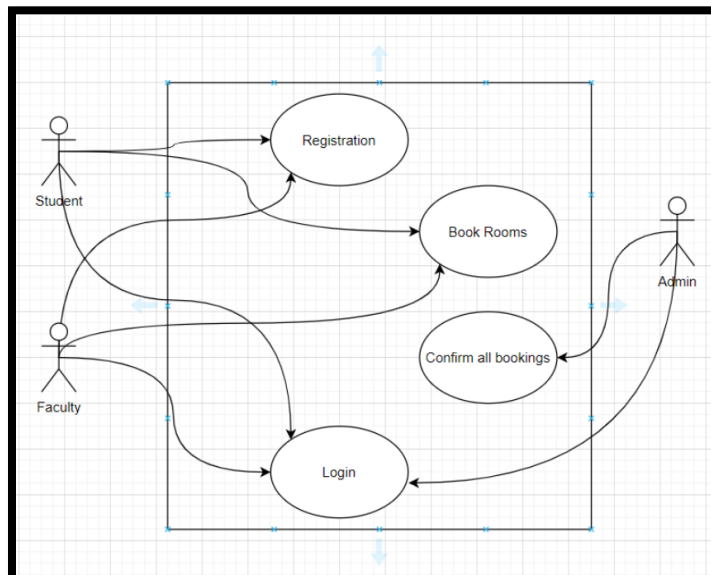 Registration
Student
Book Rooms
Admin
Confirm all bookings
Faculty
Login